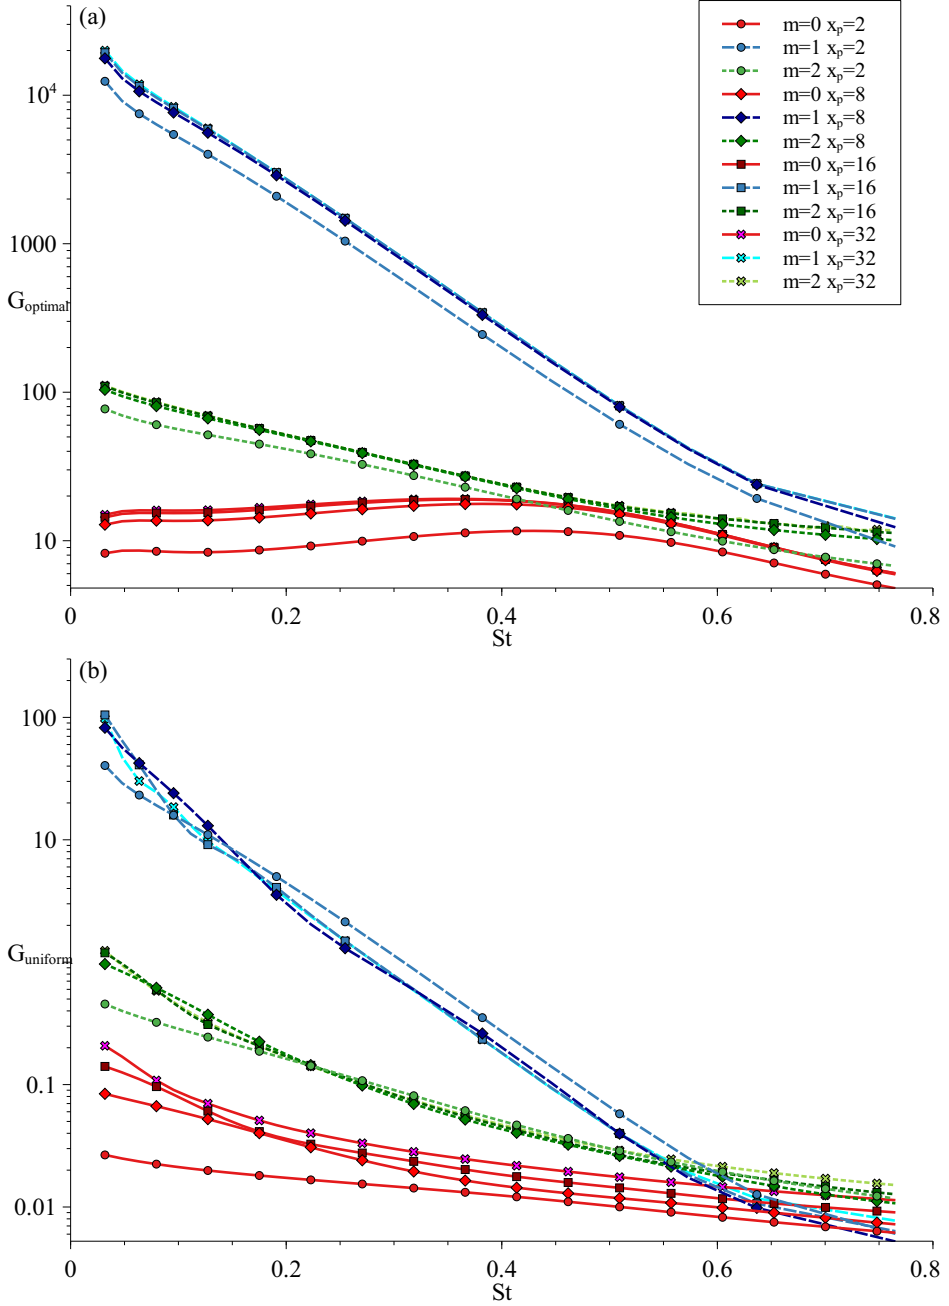 (a)
m=0 xₚ=2
m=1 xₚ=2
m=2 xₚ=2
m=0 xₚ=8
m=1 xₚ=8
m=2 xₚ=8
m=0 xₚ=16
m=1 xₚ=16
m=2 xₚ=16
m=0 xₚ=32
m=1 xₚ=32
m=2 xₚ=32
10⁴
1000
G_optimal
100
10
0 0.2 0.4 0.6 0.8
St
(b)
100
10
G_uniform
0.1
0.01
0 0.2 0.4 0.6 0.8
St